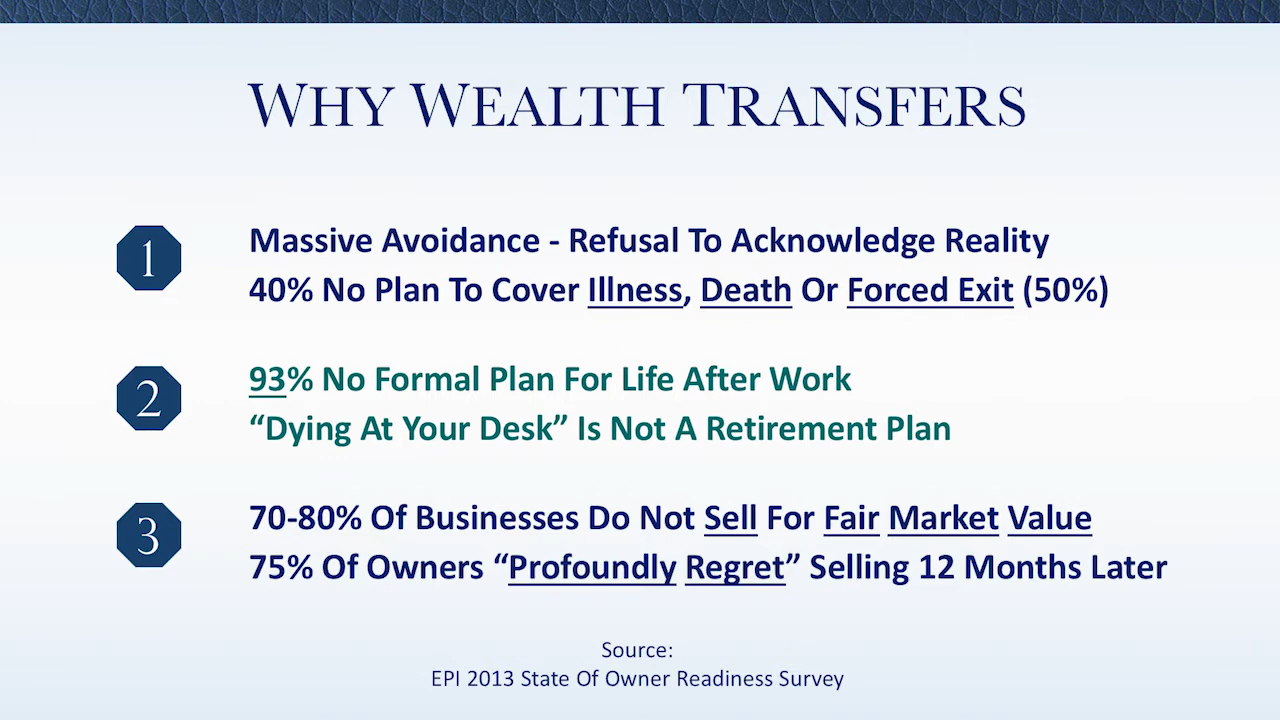 WHY WEALTH TRANSFERS
1
Massive Avoidance - Refusal To Acknowledge Reality
40% No Plan To Cover Illness, Death Or Forced Exit (50%)
2
93% No Formal Plan For Life After Work
“Dying At Your Desk” Is Not A Retirement Plan
3
70-80% Of Businesses Do Not Sell For Fair Market Value
75% Of Owners “Profoundly Regret” Selling 12 Months Later
Source:
EPI 2013 State Of Owner Readiness Survey